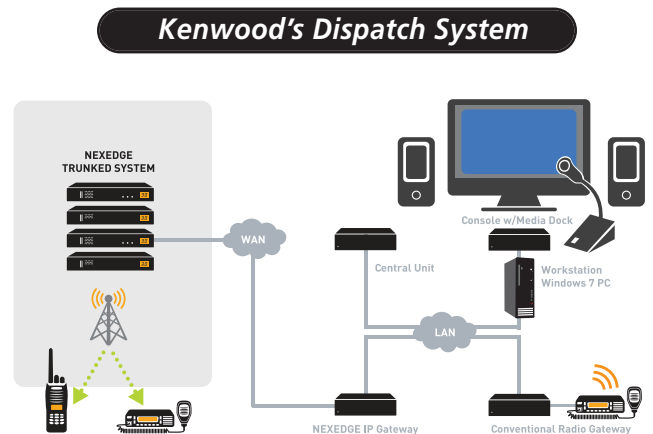 Kenwood's Dispatch System
NEXEDGE
TRUNKED SYSTEM
WAN
Console w/Media Dock
Central Unit
Workstation
Windows 7 PC
LAN
NEXEDGE IP Gateway
Conventional Radio Gateway